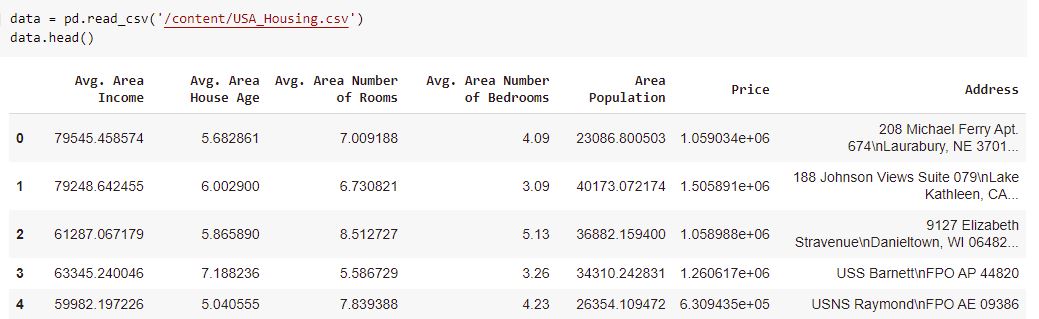 data = pd.read_csv('/content/USA_Housing.csv')
data.head()
Avg. Area Income Avg. Area House Age Avg. Area Number of Rooms Avg. Area Number of Bedrooms Area Population Price Address
0 79545.458574 5.682861 7.009188 4.09 23086.800503 1.059034e+06 208 Michael Ferry Apt. 674\nLaurabury, NE 3701...
1 79248.642455 6.002900 6.730821 3.09 40173.072174 1.505891e+06 188 Johnson Views Suite 079\nLake Kathleen, CA...
2 61287.067179 5.865890 8.512727 5.13 36882.159400 1.058988e+06 9127 Elizabeth Stravenue\nDanieltown, WI 06482...
3 63345.240046 7.188236 5.586729 3.26 34310.242831 1.260617e+06 USS Barnett\nFPO AP 44820
4 59982.197226 5.040555 7.839388 4.23 26354.109472 6.309435e+05 USNS Raymond\nFPO AE 09386